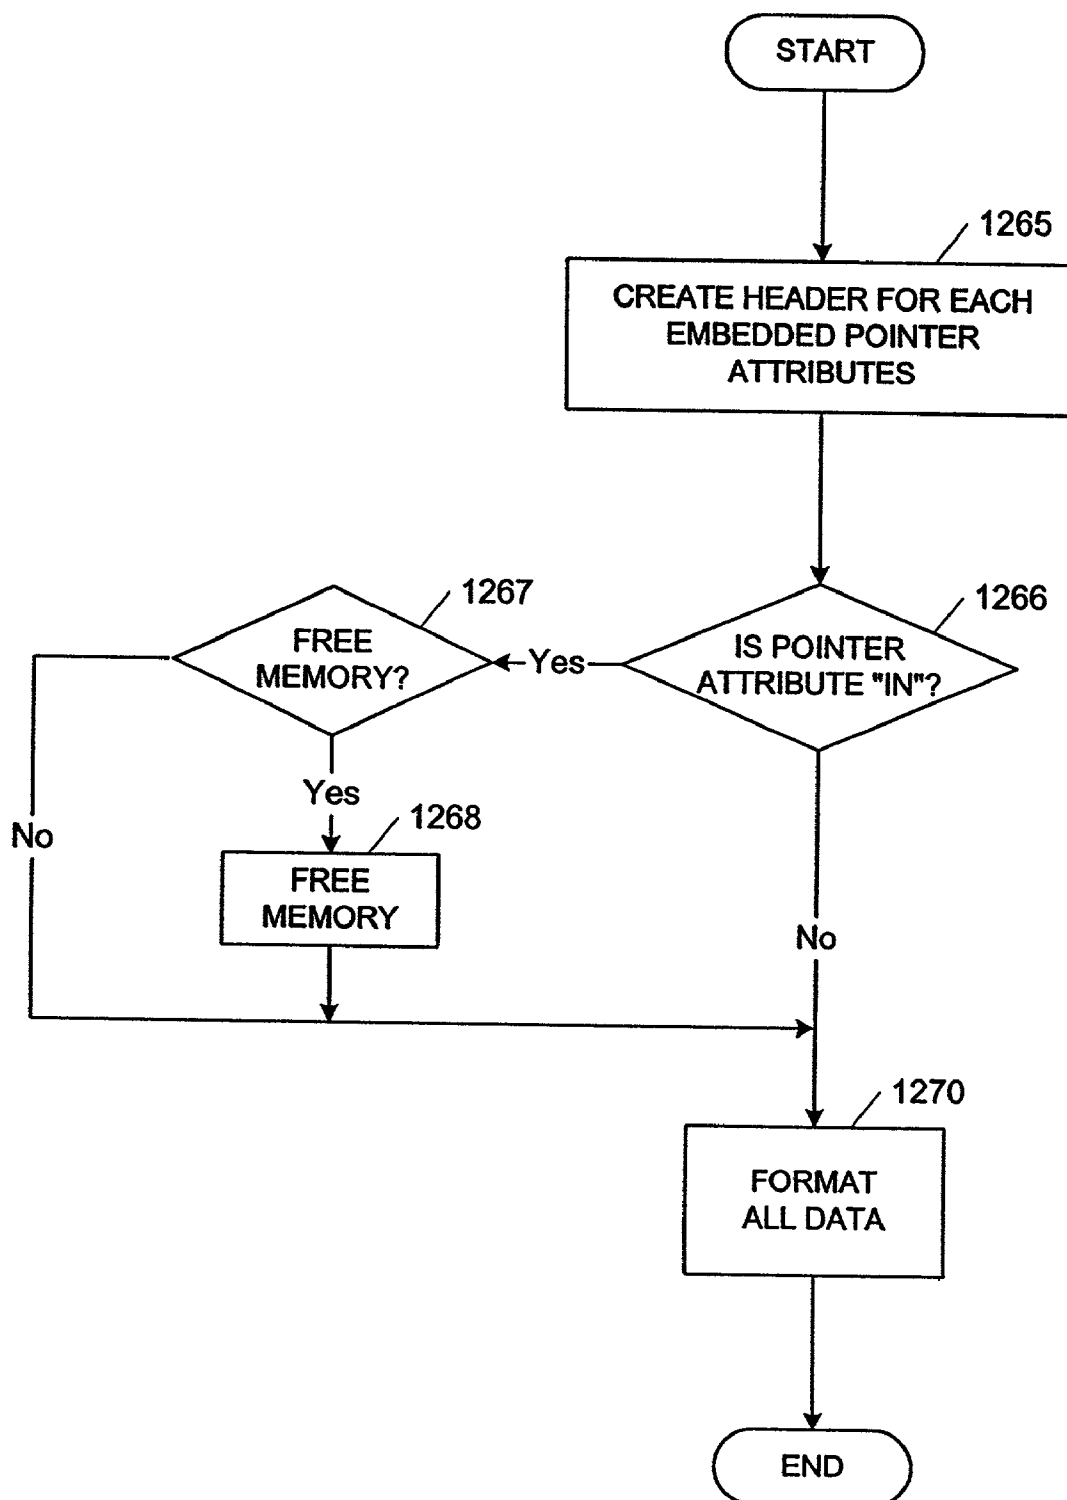 START
1265
CREATE HEADER FOR EACH
EMBEDDED POINTER
ATTRIBUTES
1266
IS POINTER
ATTRIBUTE "IN"?
Yes
1267
FREE
MEMORY?
Yes
No
1268
FREE
MEMORY
No
1270
FORMAT
ALL DATA
END